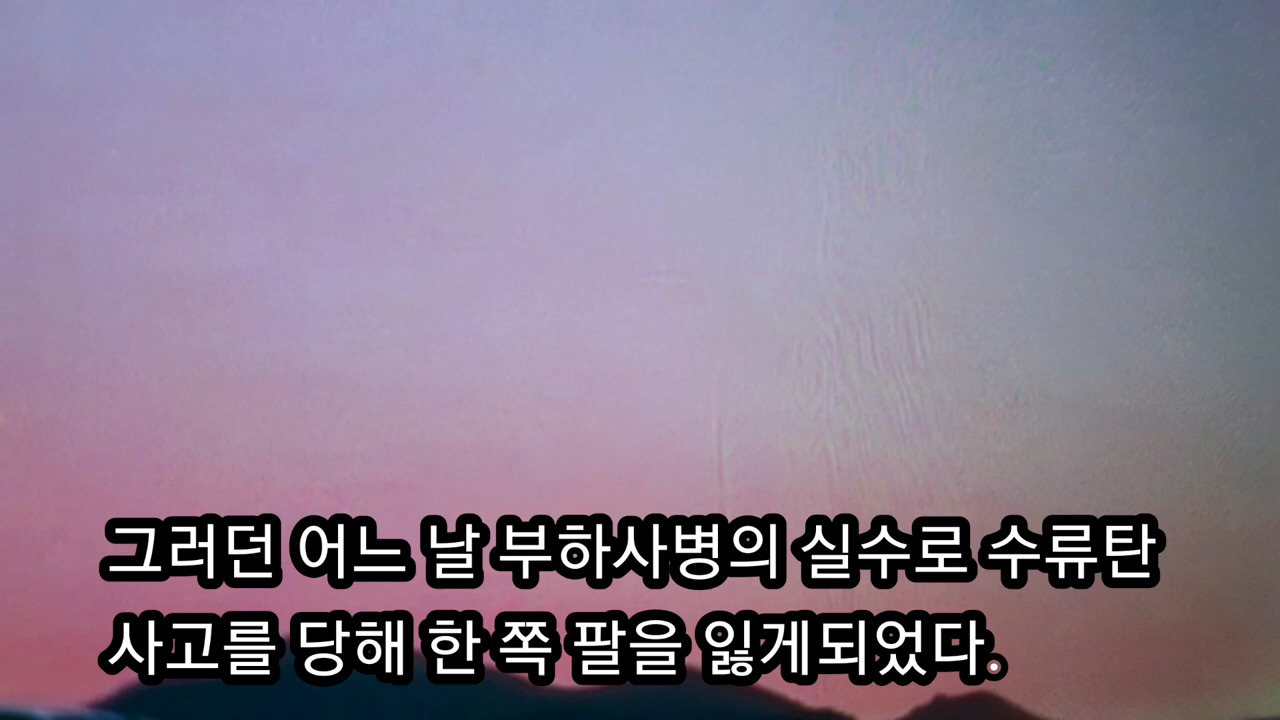 그러던 어느 날 부하사병의 실수로 수류탄
사고를 당해 한 쪽 팔을 잃게되었다.